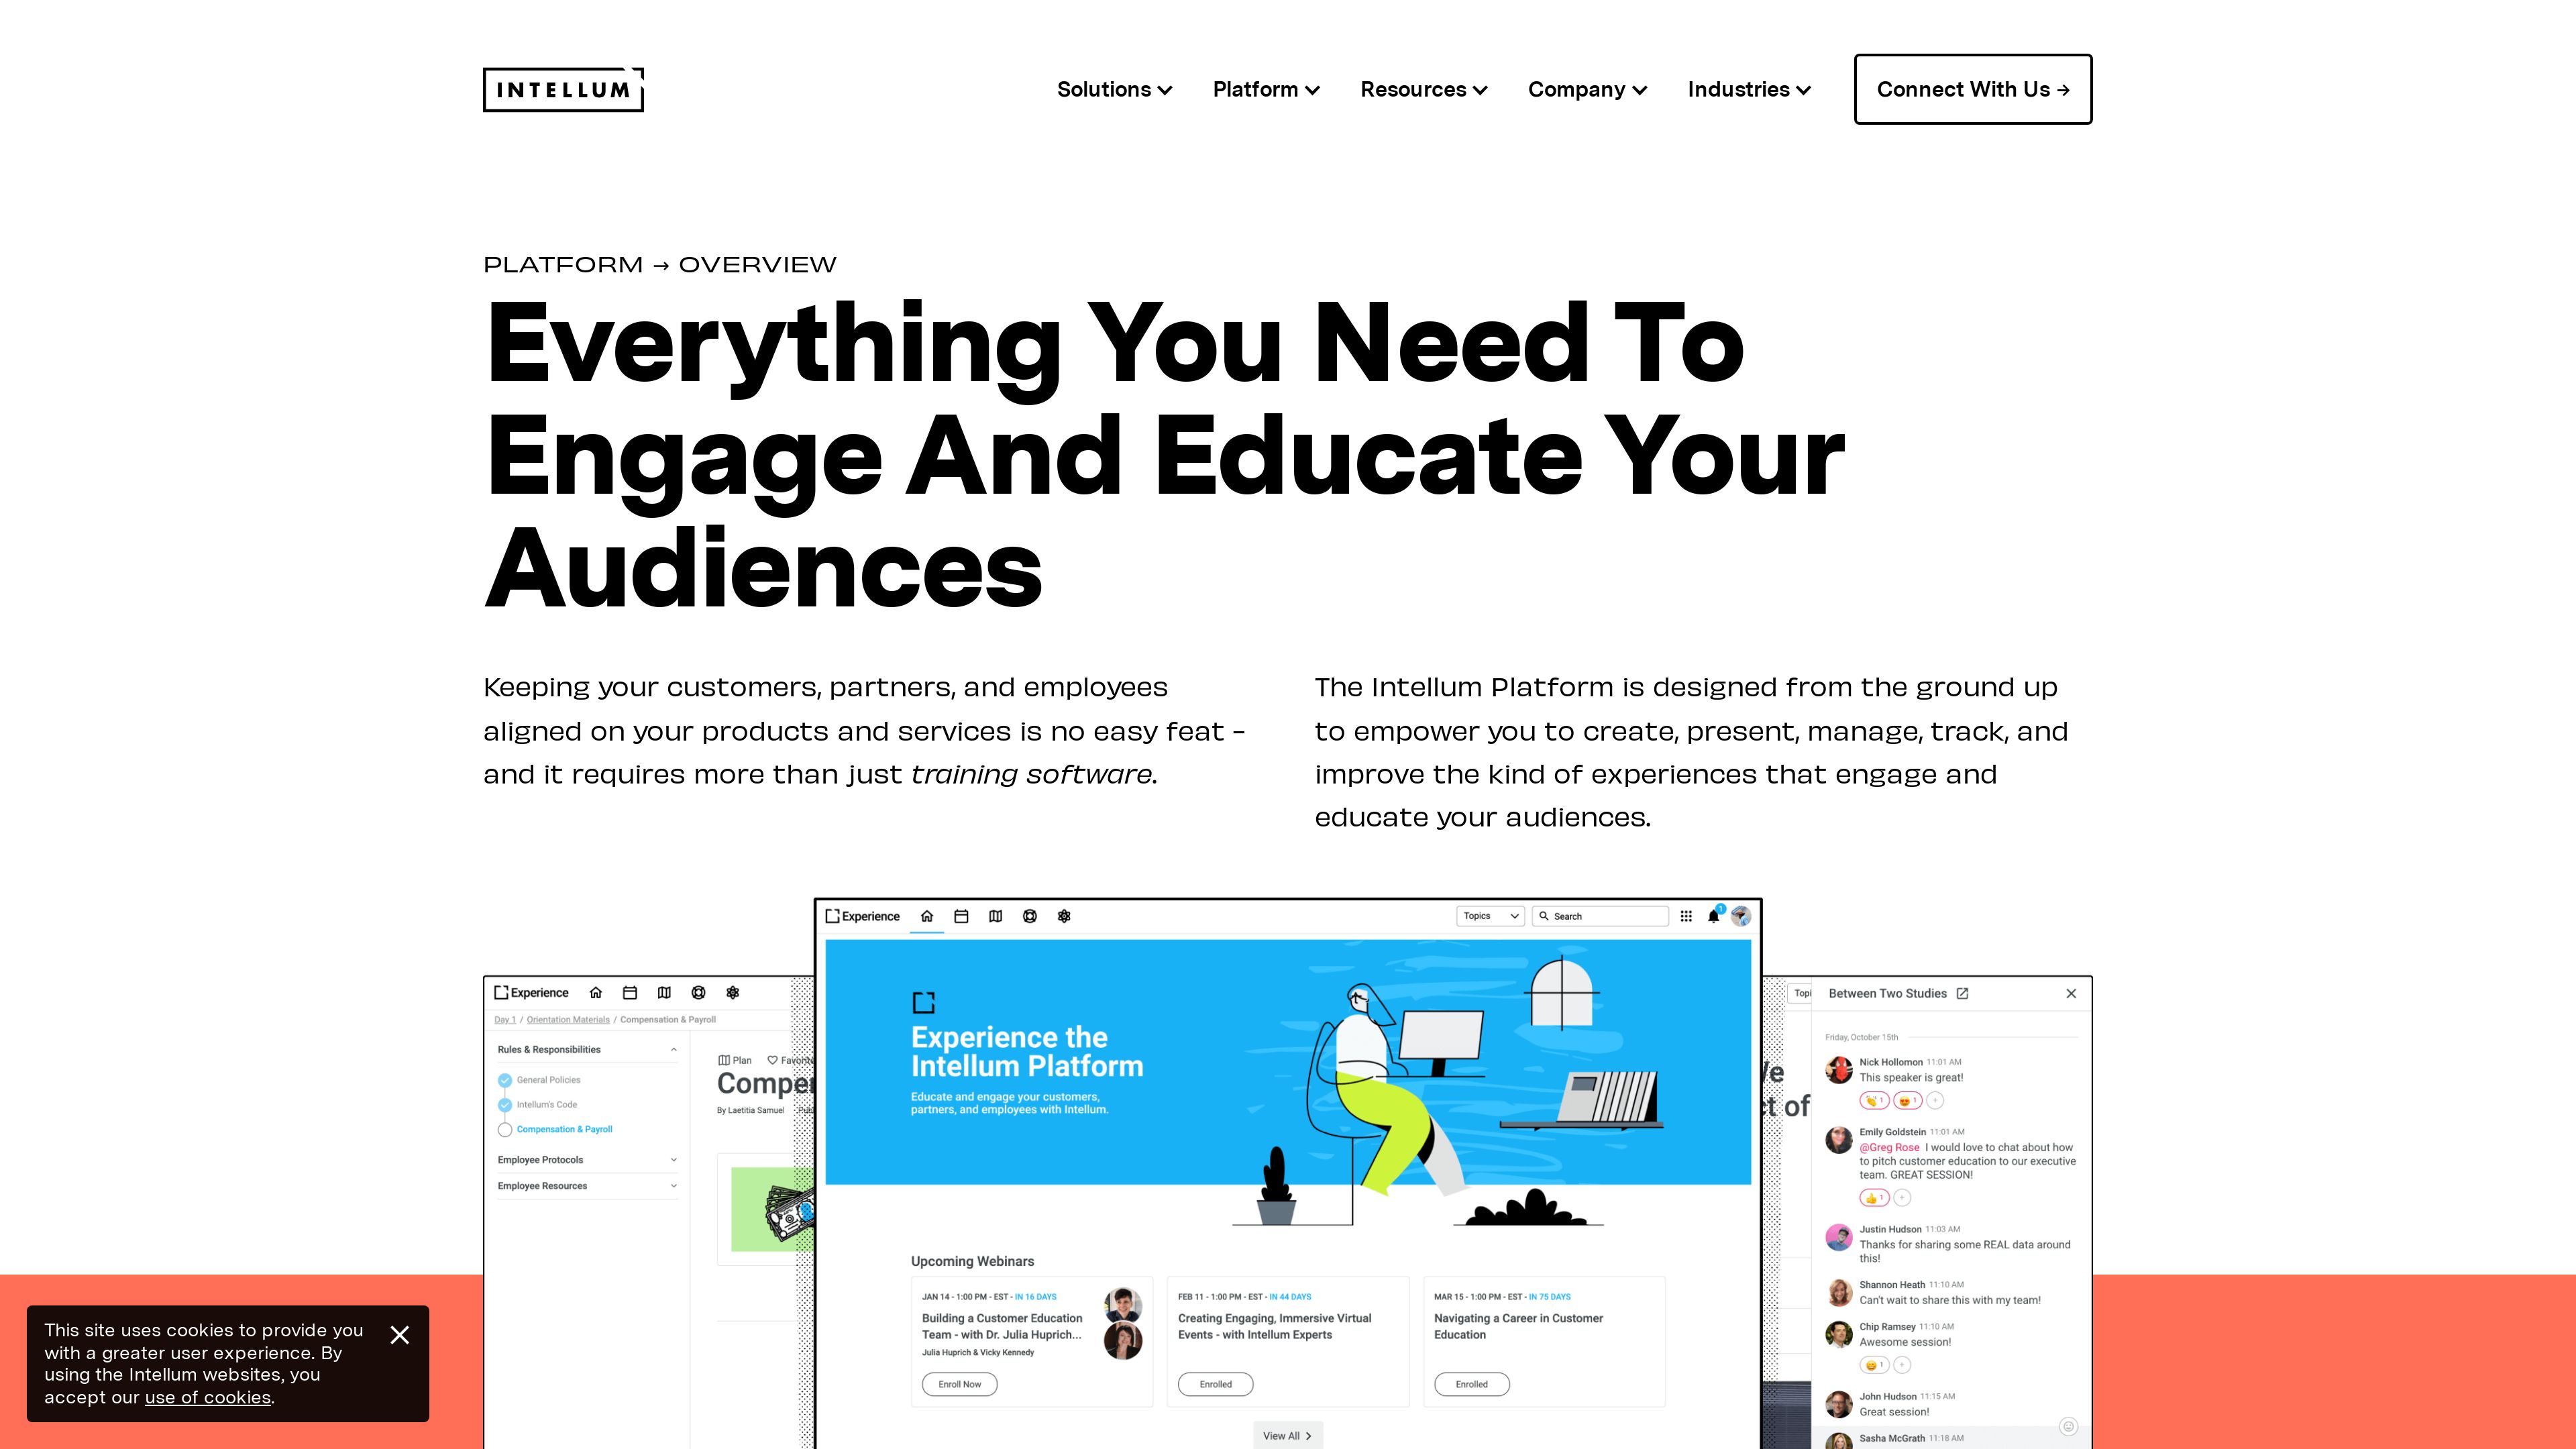 INTELLUM
Solutions
Platform
Resources
Company
Industries
Connect With Us →
PLATFORM → OVERVIEW
Everything You Need To
Engage And Educate Your
Audiences
Keeping your customers, partners, and employees
aligned on your products and services is no easy feat -
and it requires more than just training software.
The Intellum Platform is designed from the ground up
to empower you to create, present, manage, track, and
improve the kind of experiences that engage and
educate your audiences.
Experience
Day 1 / Orientation Materials / Compensation & Payroll
Rules & Responsibilities
General Policies
Intellum's Code
Compensation & Payroll
Employee Protocols
Employee Resources
Plan
By Laetitia Samuel
Experience
Topics
Search
1
Experience the
Intellum Platform
Educate and engage your customers,
partners, and employees with Intellum.
Upcoming Webinars
JAN 14 - 1:00 PM - EST - IN 16 DAYS
Building a Customer Education
Team - with Dr. Julia Huprich...
Julia Huprich & Vicky Kennedy
Enroll Now
FEB 11 - 1:00 PM - EST - IN 44 DAYS
Creating Engaging, Immersive Virtual
Events - with Intellum Experts
Enrolled
MAR 15 - 1:00 PM - EST - IN 75 DAYS
Navigating a Career in Customer
Education
Enrolled
View All
of
Between Two Studies
Friday, October 15th
Nick Hollomon 11:01 AM
This speaker is great!
👏 1 😍 1 +
Emily Goldstein 11:01 AM
@Greg Rose I would love to chat about how
to pitch customer education to our executive
team. GREAT SESSION!
👍 1 +
Justin Hudson 11:03 AM
Thanks for sharing some REAL data around
this!
Shannon Heath 11:10 AM
Can't wait to share this with my team!
Chip Ramsey 11:10 AM
Awesome session!
😄 1 +
John Hudson 11:15 AM
Great session!
Sasha McGrath 11:18 AM
This site uses cookies to provide you
with a greater user experience. By
using the Intellum websites, you
accept our use of cookies.